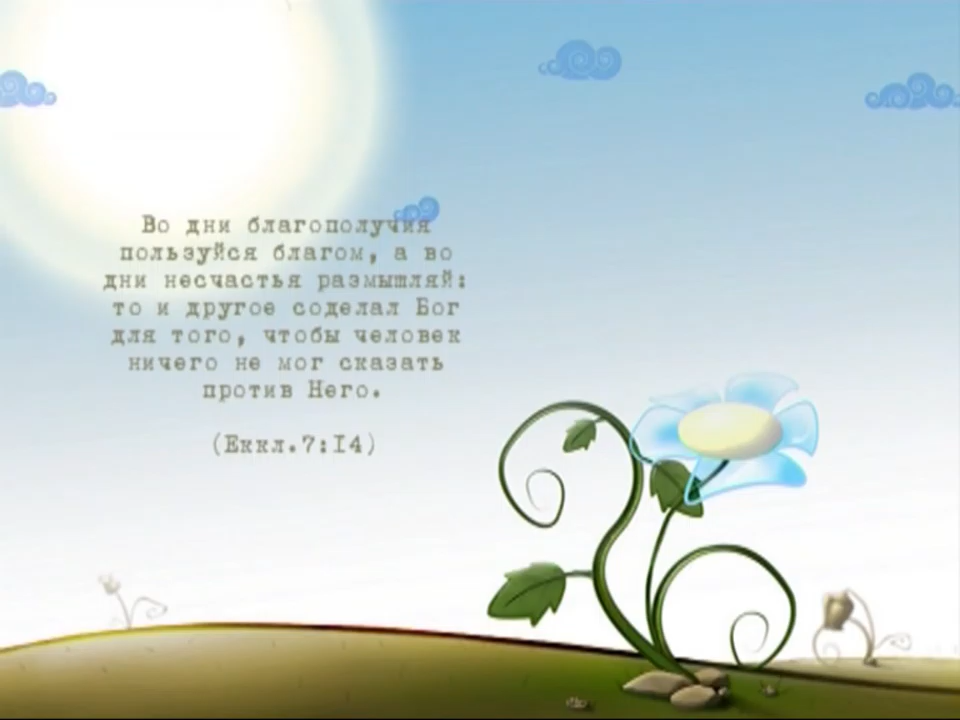 Во дни благополучия
пользуйся благом, а во
дни несчастья размышляй:
то и другое соделал Бог
для того, чтобы человек
ничего не мог сказать
против Него.
(Еккл.7:14)